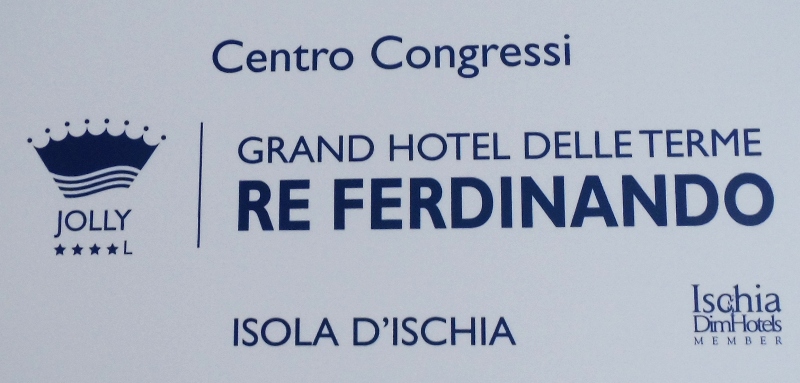 Centro Congressi
JOLLY
★★★★L
GRAND HOTEL DELLE TERME
RE FERDINANDO
ISOLA D'ISCHIA
Ischia
DimHotels
MEMBER